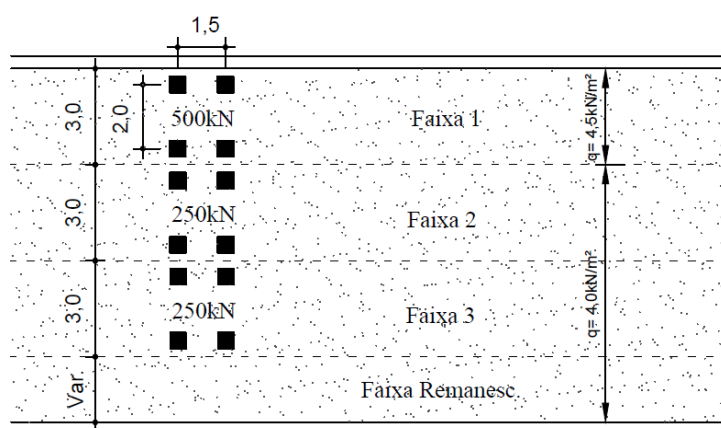 1,5
3,0
2,0
500kN
Faixa 1
q= 4,5kN/m²
3,0
250kN
Faixa 2
3,0
250kN
Faixa 3
q= 4,0kN/m²
Var.
Faixa Remanesc.